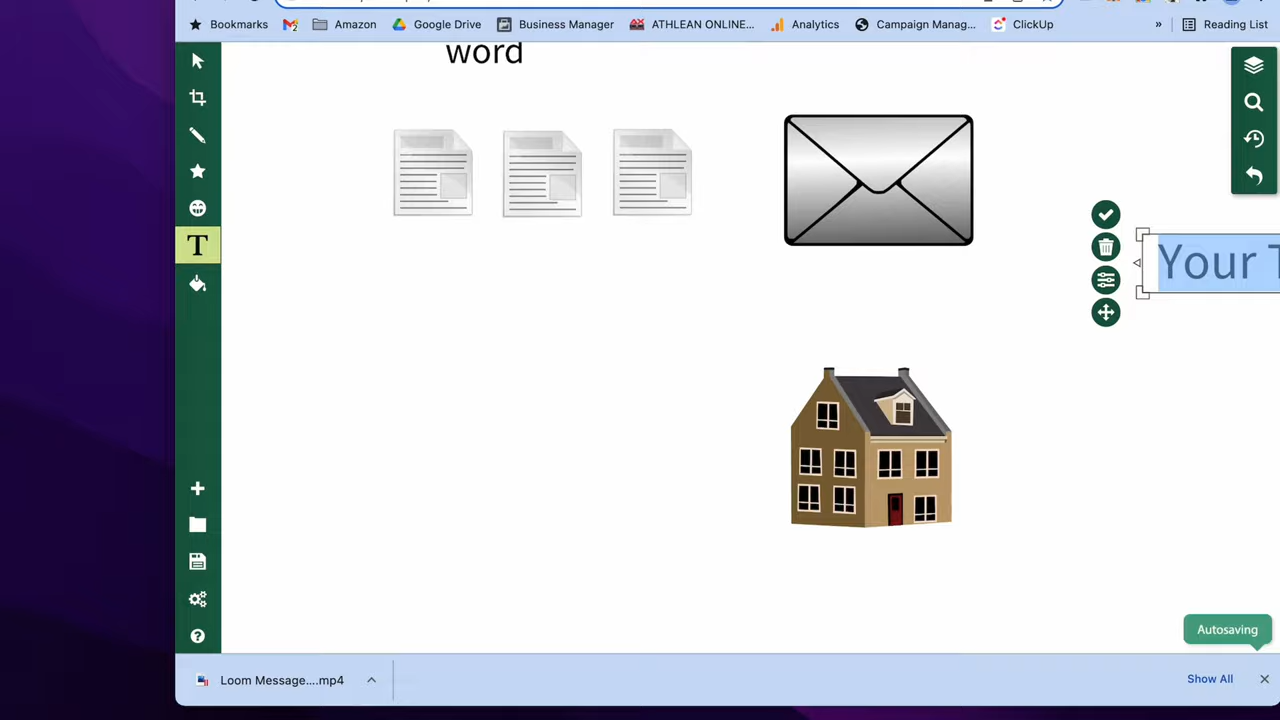 Bookmarks Amazon Google Drive Business Manager ATHLEAN ONLINE... Analytics Campaign Manag... ClickUp » Reading List
word
T
Your T
Autosaving
Loom Message....mp4 Show All